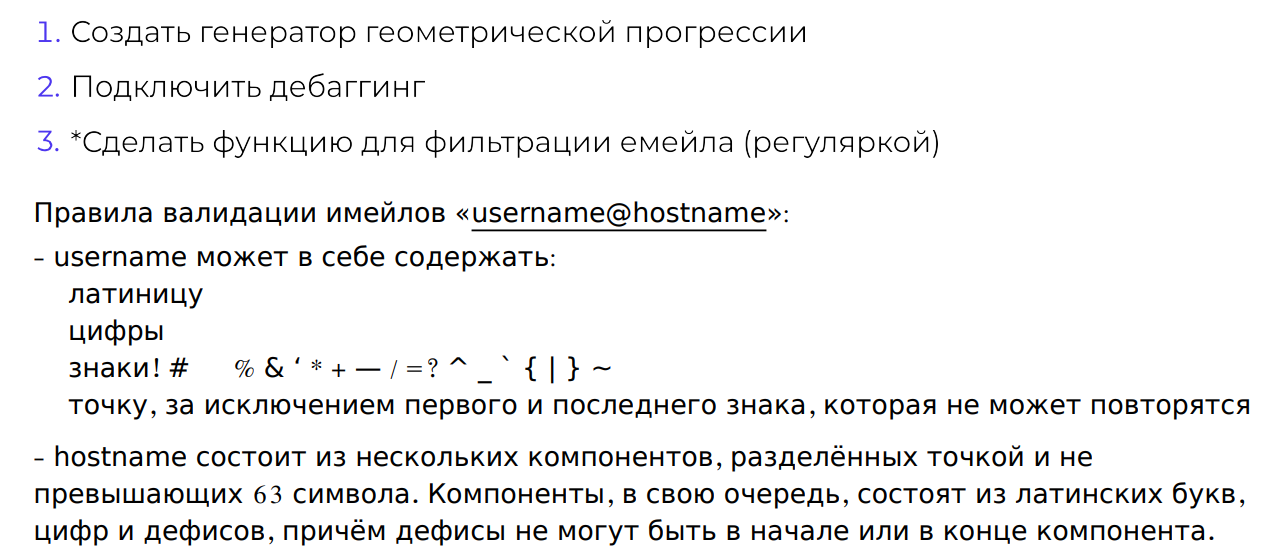 1. Создать генератор геометрической прогрессии
2. Подключить дебаггинг
3. *Сделать функцию для фильтрации емейла (регуляркой)
Правила валидации имейлов «username@hostname»:
– username может в себе содержать:
латиницу
цифры
знаки! # % & ‘ * + — / =? ^ _ ` { | } ~
точку, за исключением первого и последнего знака, которая не может повторятся
– hostname состоит из нескольких компонентов, разделённых точкой и не
превышающих 63 символа. Компоненты, в свою очередь, состоят из латинских букв,
цифр и дефисов, причём дефисы не могут быть в начале или в конце компонента.